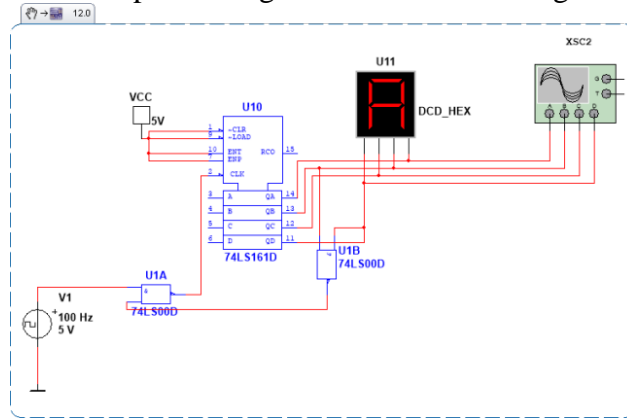 12.0
XSC2
U11
DCD_HEX
G
T
A B C D
VCC
5V
U10
1 ~CLR
9 ~LOAD
10 ENT RCO 15
7 ENP
2 CLK
3 A QA 14
4 B QB 13
5 C QC 12
6 D QD 11
74LS161D
U1B
74LS00D
U1A
74LS00D
V1
100 Hz
5 V